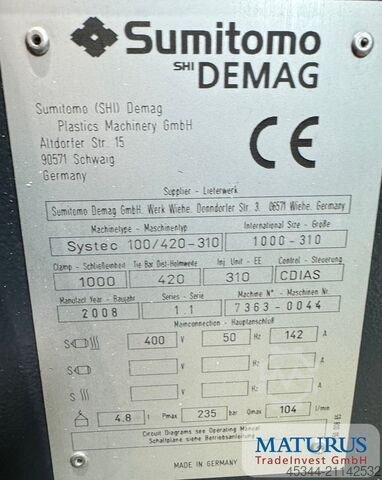 Sumitomo
SHI DEMAG
Sumitomo (SHI) Demag
Plastics Machinery GmbH
Altdorfer Str. 15
90571 Schwaig
Germany
CE
Supplier - Lieferwerk
Sumitomo Demag GmbH, Werk Wiehe, Donndorfer Str. 3, 06571 Wiehe, Germany
Machinetype - Maschinentyp International Size - Größe
Systec 100/420-310 1000-310
Clamp - Schließeinheit Tie Bar Dist-Holmweite Inj Unit - EE Control - Steuerung
1000 420 310 CDIAS
Manufact Year - Baujahr Series - Serie Machine N° - Maschinen Nr.
2008 1.1 7363-0044
Mainconnection - Hauptanschluß
S 400 V 50 Hz 142 A
S V Hz A
S V Hz A
4.8 t Pmax 235 bar Qmax 104 l/min
Circuit Diagrams see Operating Manual
Schaltpläne siehe Betriebsanleitung
MADE IN GERMANY
MATURUS
TradeInvest GmbH
45344-21142532